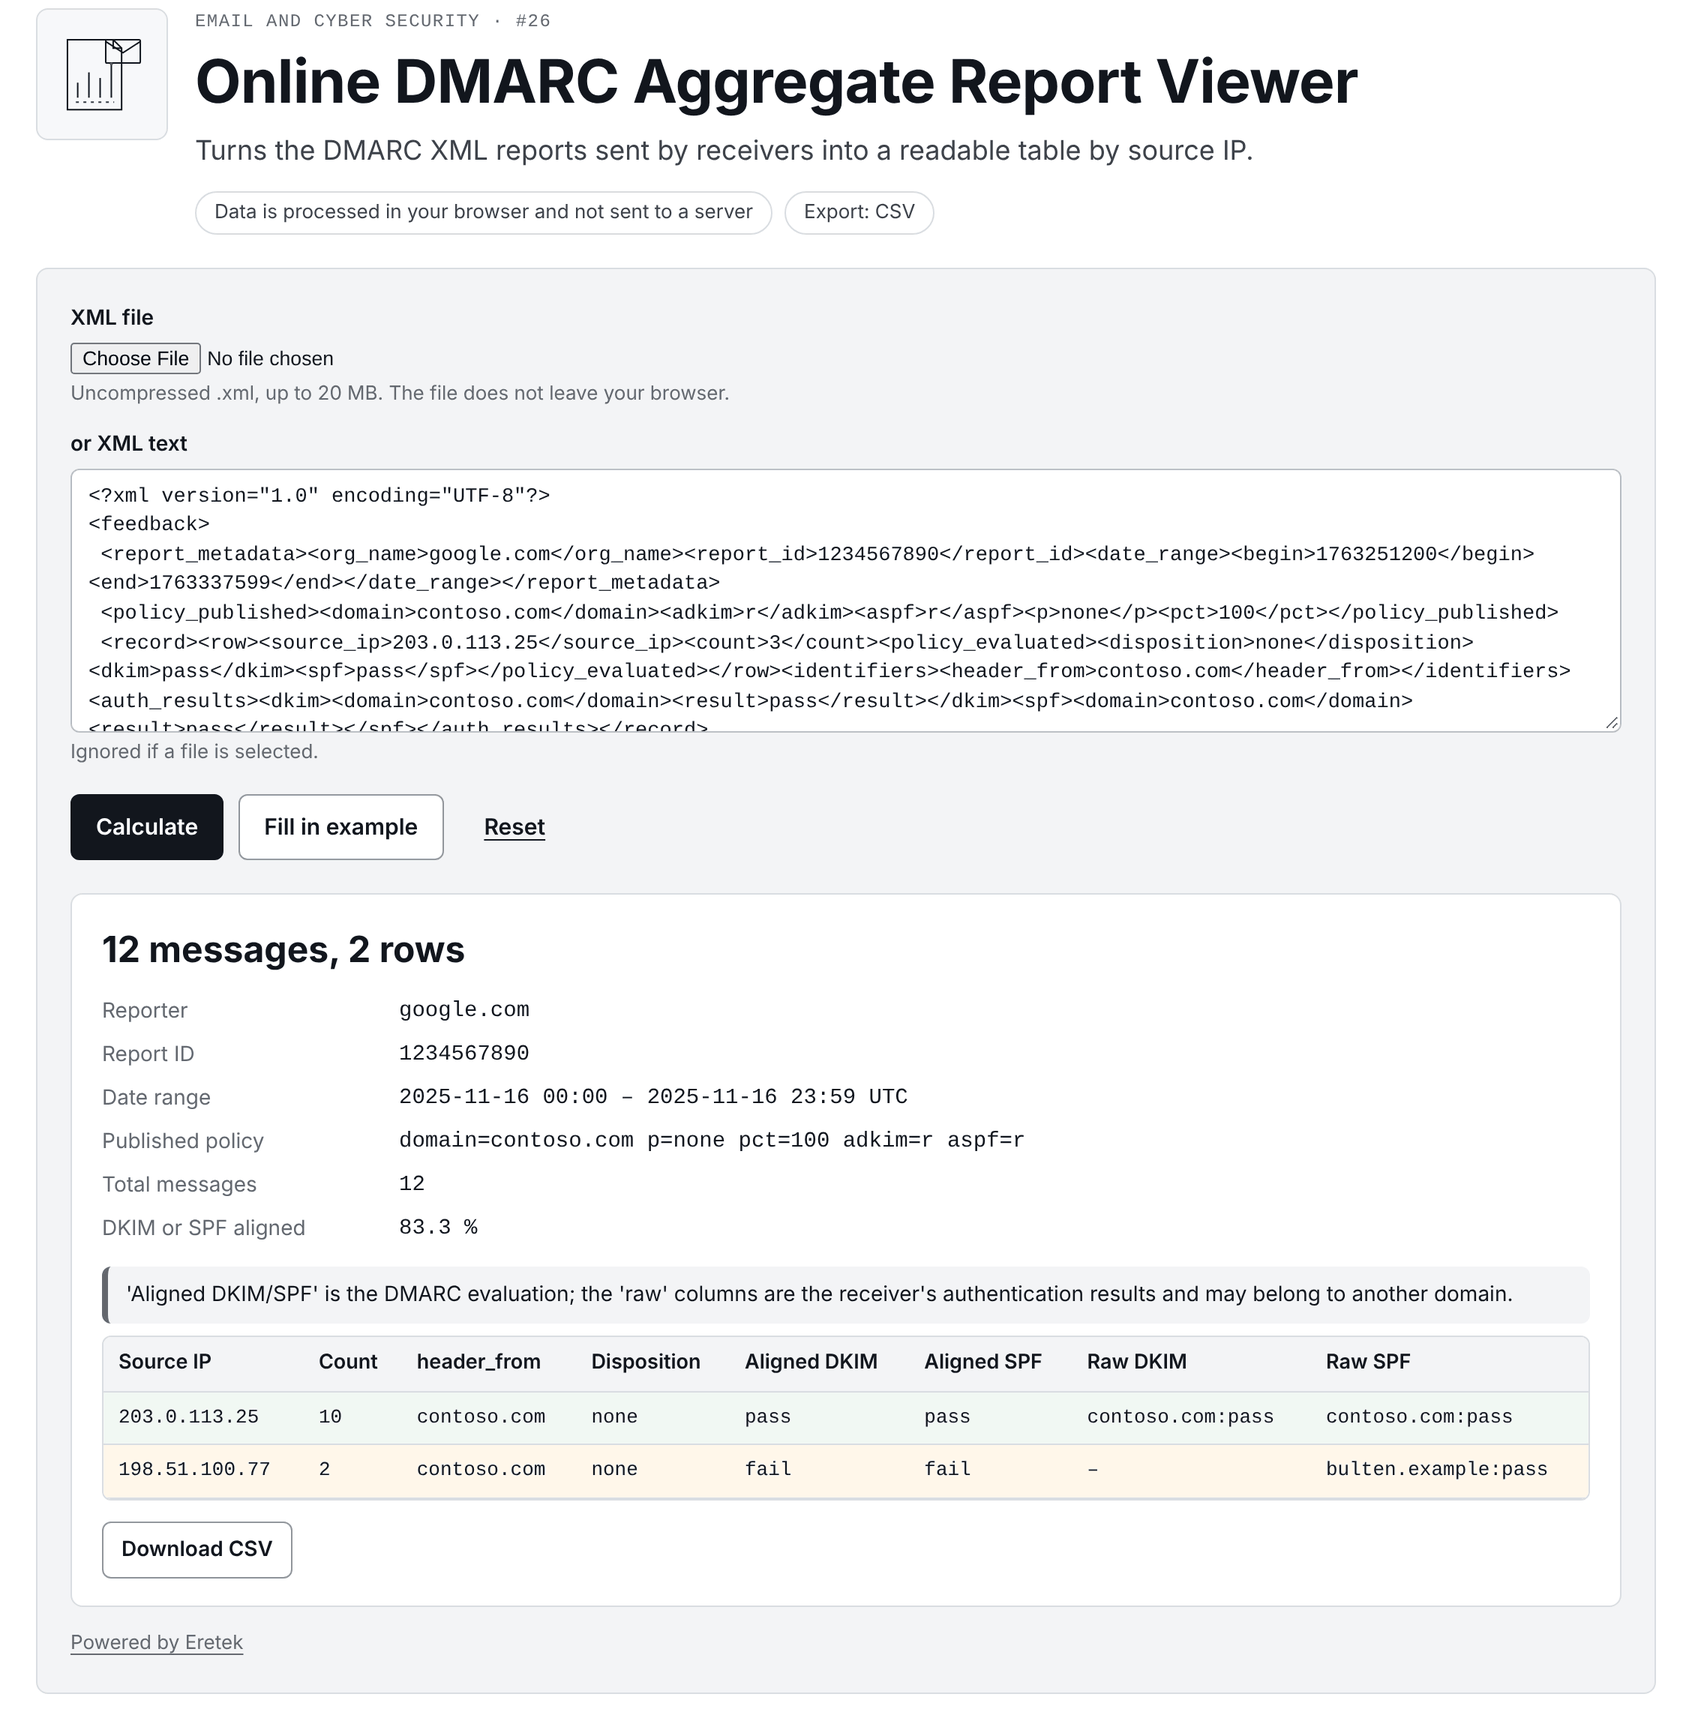 EMAIL AND CYBER SECURITY · #26
Online DMARC Aggregate Report Viewer
Turns the DMARC XML reports sent by receivers into a readable table by source IP.
Data is processed in your browser and not sent to a server
Export: CSV
XML file
Choose File No file chosen
Uncompressed .xml, up to 20 MB. The file does not leave your browser.
or XML text
<?xml version="1.0" encoding="UTF-8"?>
<feedback>
<report_metadata><org_name>google.com</org_name><report_id>1234567890</report_id><date_range><begin>1763251200</begin>
<end>1763337599</end></date_range></report_metadata>
<policy_published><domain>contoso.com</domain><adkim>r</adkim><aspf>r</aspf><p>none</p><pct>100</pct></policy_published>
<record><row><source_ip>203.0.113.25</source_ip><count>3</count><policy_evaluated><disposition>none</disposition>
<dkim>pass</dkim><spf>pass</spf></policy_evaluated></row><identifiers><header_from>contoso.com</header_from></identifiers>
<auth_results><dkim><domain>contoso.com</domain><result>pass</result></dkim><spf><domain>contoso.com</domain>
<result>pass</result></spf></auth_results></record>
Ignored if a file is selected.
Calculate Fill in example Reset
12 messages, 2 rows
Reporter google.com
Report ID 1234567890
Date range 2025-11-16 00:00 – 2025-11-16 23:59 UTC
Published policy domain=contoso.com p=none pct=100 adkim=r aspf=r
Total messages 12
DKIM or SPF aligned 83.3 %
'Aligned DKIM/SPF' is the DMARC evaluation; the 'raw' columns are the receiver's authentication results and may belong to another domain.
Source IP Count header_from Disposition Aligned DKIM Aligned SPF Raw DKIM Raw SPF
203.0.113.25 10 contoso.com none pass pass contoso.com:pass contoso.com:pass
198.51.100.77 2 contoso.com none fail fail – bulten.example:pass
Download CSV
Powered by Eretek